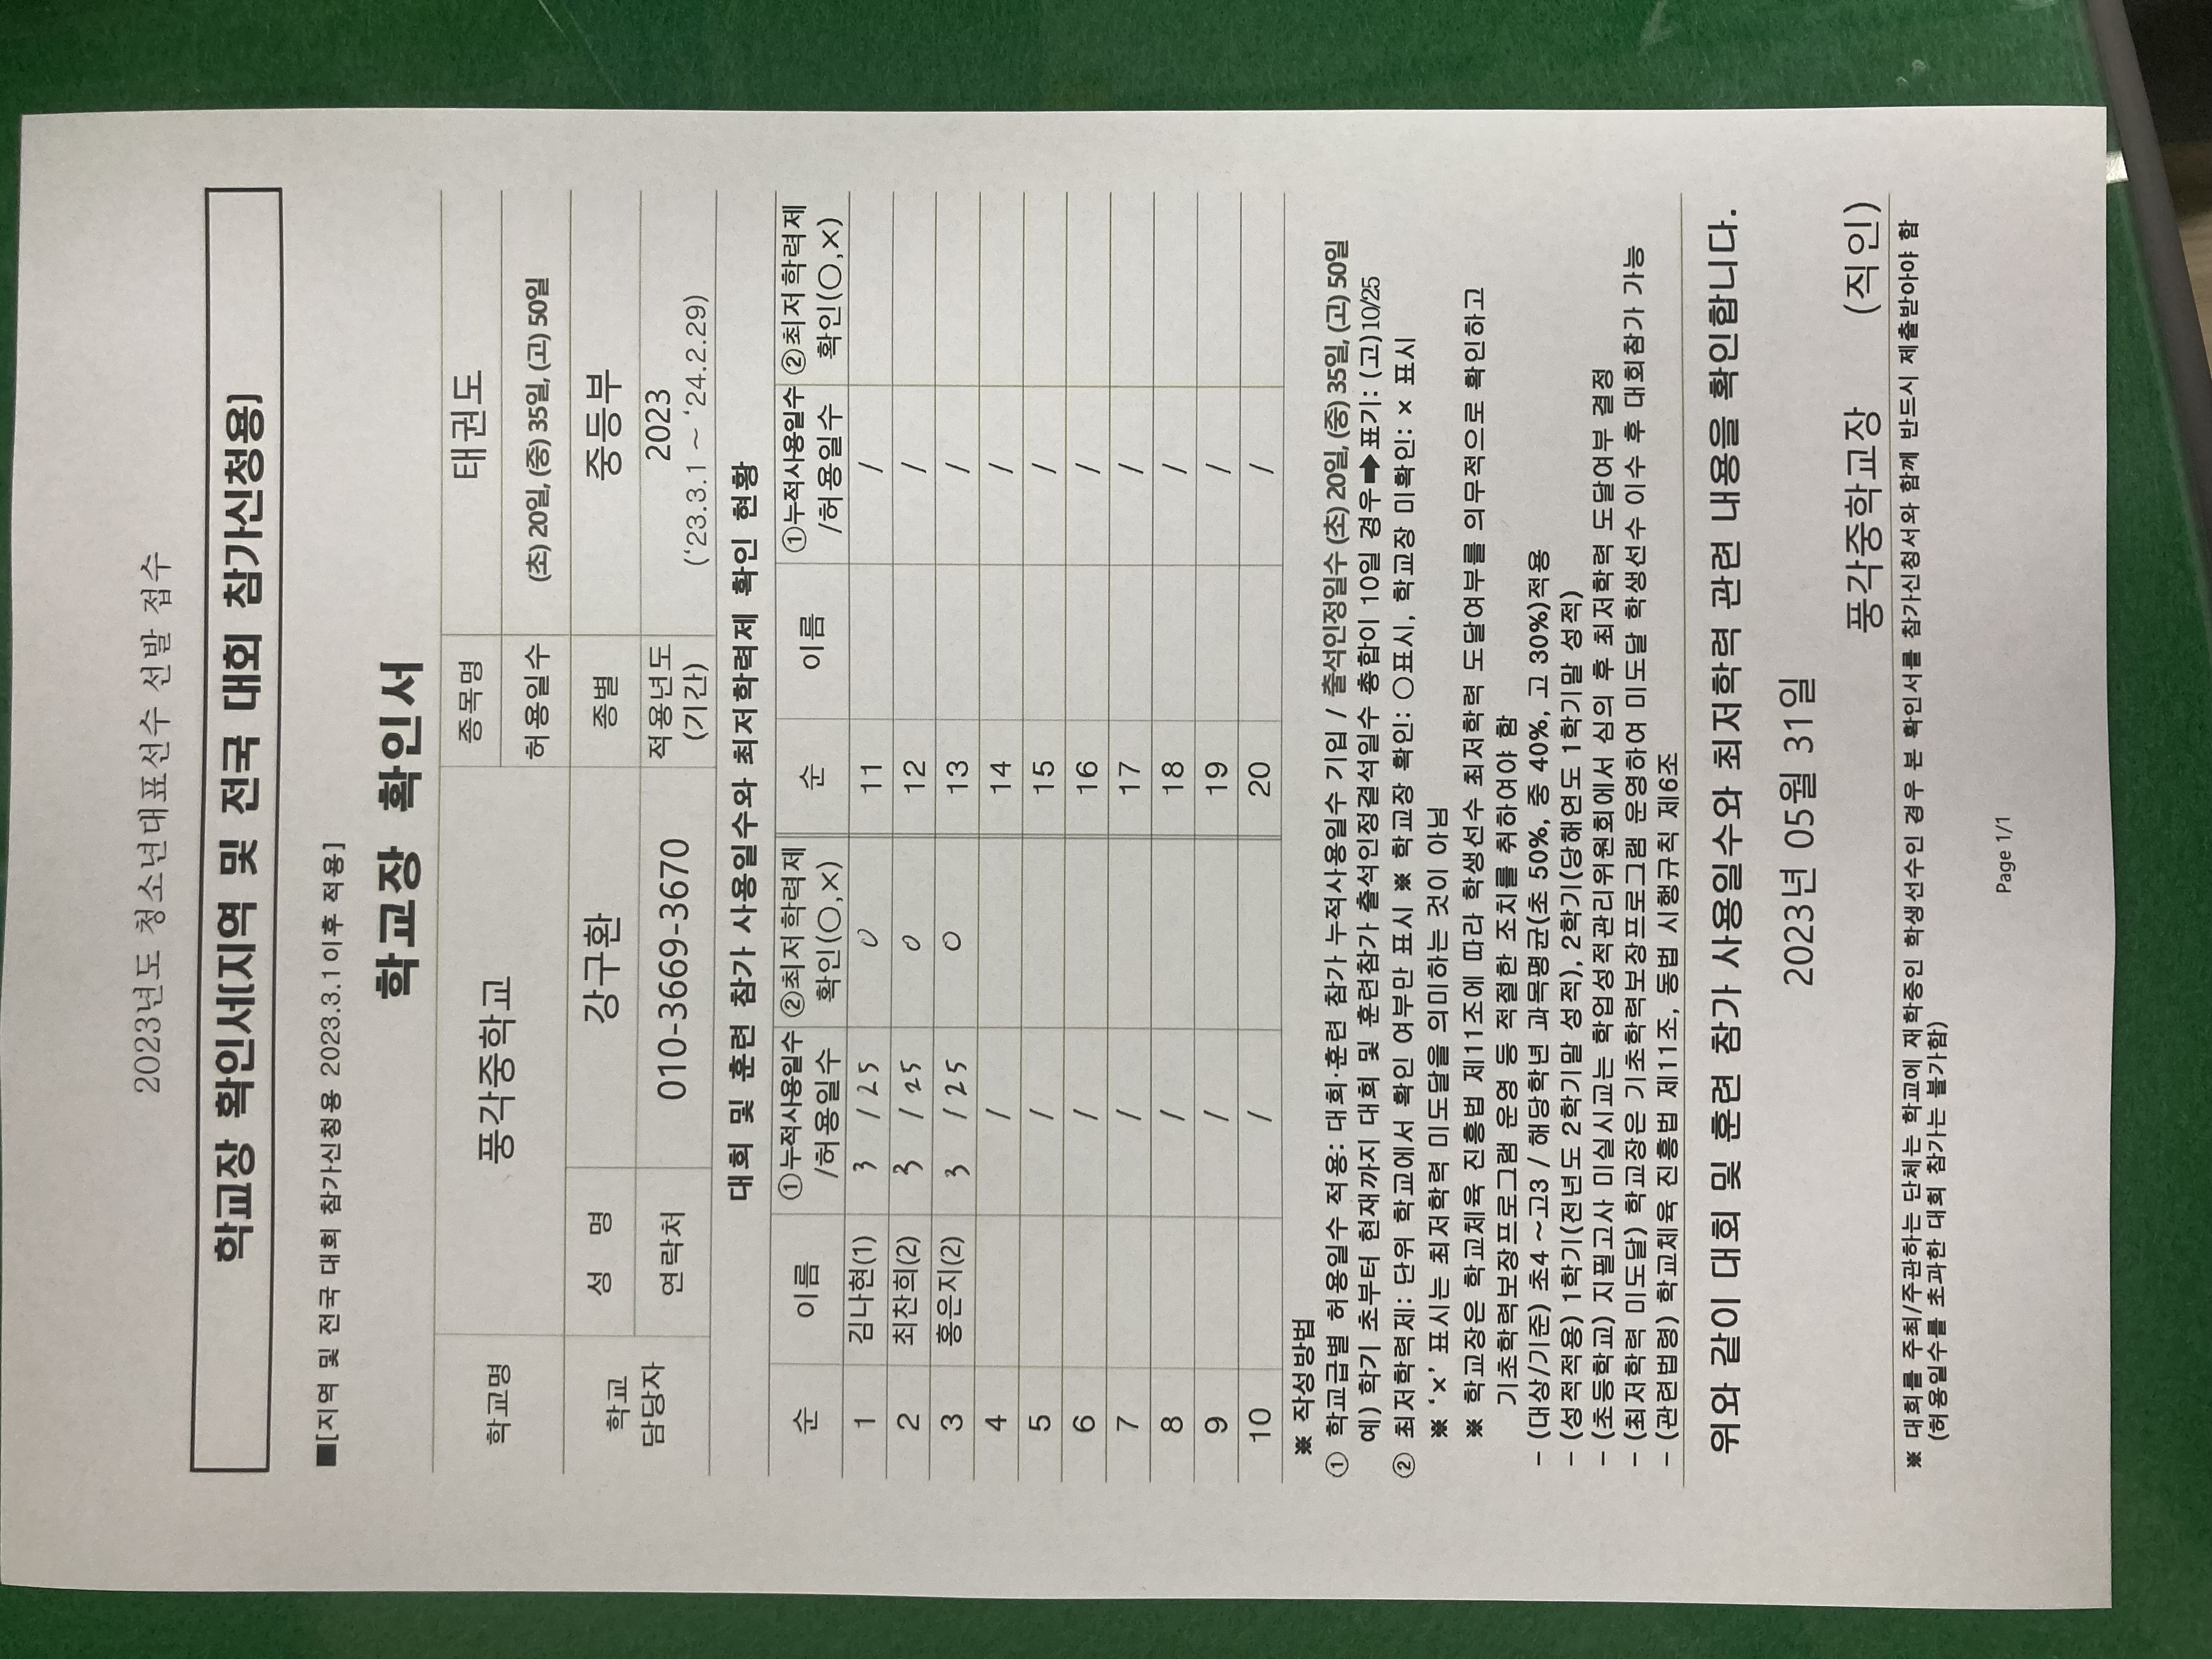 2023년도 청소년대표선수 선발 접수
학교장 확인서[지역 및 전국 대회 참가신청용]
■[지역 및 전국 대회 참가신청용 2023.3.1이후 적용]
학교장 확인서
학교명 풍각중학교 종목명 태권도
허용일수 (초) 20일, (중) 35일, (고) 50일
학교 담당자 성 명 강구환 종별 중등부
연락처 010-3669-3670 적용년도 (기간) 2023 ('23.3.1 ~ '24.2.29)
대회 및 훈련 참가 사용일수와 최저학력제 확인 현황
순 이름 ①누적사용일수 /허용일수 ②최저학력제 확인(○,×) 순 이름 ①누적사용일수 /허용일수 ②최저학력제 확인(○,×)
1 김나현(1) 3 / 25 0 11 /
2 최찬희(2) 3 / 25 0 12 /
3 홍은지(2) 3 / 25 0 13 /
4 / 14 /
5 / 15 /
6 / 16 /
7 / 17 /
8 / 18 /
9 / 19 /
10 / 20 /
※ 작성방법
① 학교급별 허용일수 적용: 대회·훈련 참가 누적사용일수 기입 / 출석인정일수 (초) 20일, (중) 35일, (고) 50일
예) 학기 초부터 현재까지 대회 및 훈련참가 출석인정결석일수 총합이 10일 경우➡표기: (고)10/25
② 최저학력제: 단위 학교에서 확인 여부만 표시 ※ 학교장 확인: ○표시, 학교장 미확인: × 표시
※ '×' 표시는 최저학력 미도달을 의미하는 것이 아님
※ 학교장은 학교체육 진흥법 제11조에 따라 학생선수 최저학력 도달여부를 의무적으로 확인하고
기초학력보장프로그램 운영 등 적절한 조치를 취하여야 함
- (대상/기준) 초4~고3 / 해당학년 과목평균(초 50%, 중 40%, 고 30%)적용
- (성적적용) 1학기(전년도 2학기말 성적), 2학기(당해연도 1학기말 성적)
- (초등학교) 지필고사 미실시교는 학업성적관리위원회에서 심의 후 최저학력 도달여부 결정
- (최저학력 미도달) 학교장은 기초학력보장프로그램 운영하여 미도달 학생선수 이수 후 대회참가 가능
- (관련법령) 학교체육 진흥법 제11조, 동법 시행규칙 제6조
위와 같이 대회 및 훈련 참가 사용일수와 최저학력 관련 내용을 확인합니다.
2023년 05월 31일
풍각중학교장 (직인)
※ 대회를 주최/주관하는 단체는 학교에 재학중인 학생선수인 경우 본 확인서를 참가신청서와 함께 반드시 제출받아야 함
(허용일수를 초과한 대회 참가는 불가함)
Page 1/1